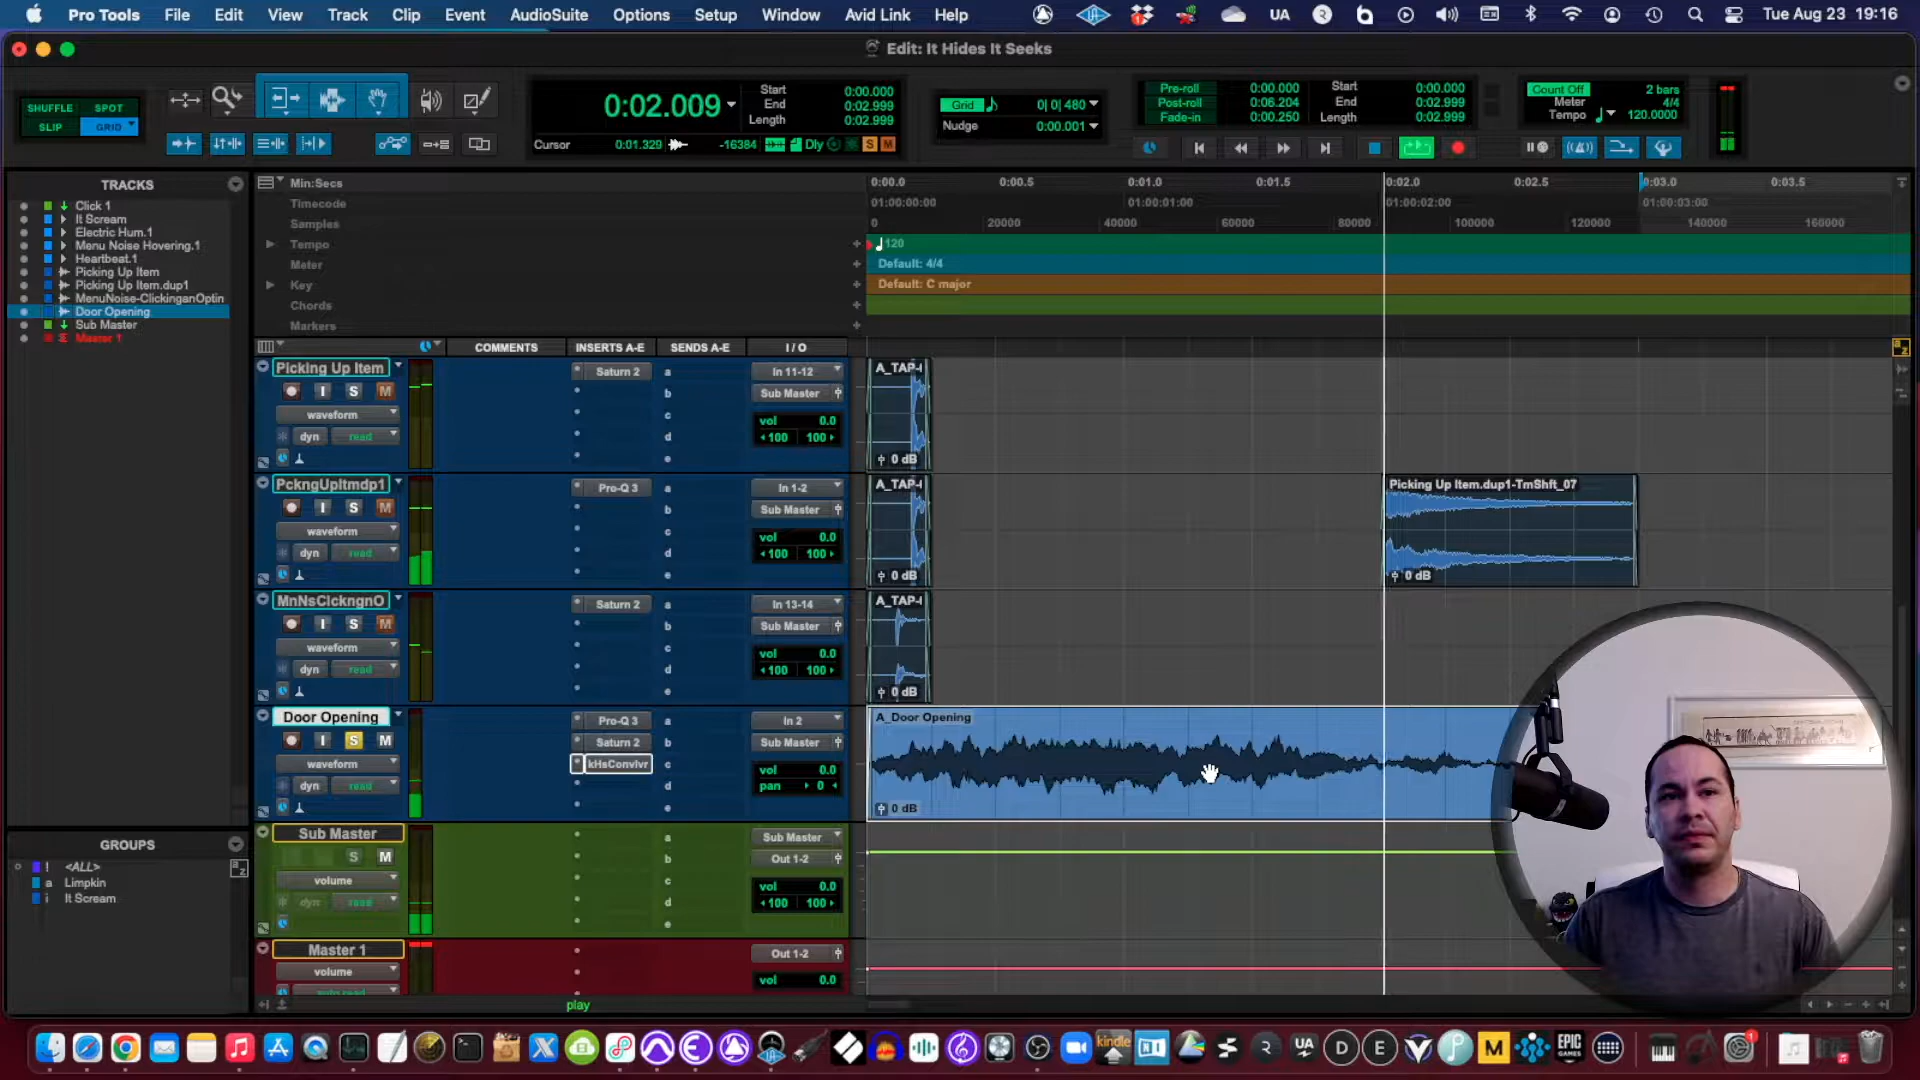 Pro Tools File Edit View Track Clip Event AudioSuite Options Setup Window Avid Link Help UA Tue Aug 23 19:16
Edit: It Hides It Seeks
SHUFFLE SPOT
SLIP GRID
0:02.009
Start 0:00.000
End 0:02.999
Length 0:02.999
Cursor 0:01.329 -16384 Dly S M
Grid 0| 0| 480
Nudge 0:00.001
Pre-roll 0:00.000
Post-roll 0:06.204
Fade-in 0:00.250
Start 0:00.000
End 0:02.999
Length 0:02.999
Count Off 2 bars
Meter 4/4
Tempo 120.0000
TRACKS
Click 1
It Scream
Electric Hum.1
Menu Noise Hovering.1
Heartbeat.1
Picking Up Item
Picking Up Item.dup1
MenuNoise-ClickinganOptin
Door Opening
Sub Master
Master 1
GROUPS
! <ALL>
a Limpkin
i It Scream
Min:Secs 0:00.0 0:00.5 0:01.0 0:01.5 0:02.0 0:02.5 0:03.0 0:03.5
Timecode 01:00:00:00 01:00:01:00 01:00:02:00 01:00:03:00
Samples 0 20000 40000 60000 80000 100000 120000 140000 160000
Tempo 120
Meter Default: 4/4
Key Default: C major
Chords
Markers
COMMENTS INSERTS A-E SENDS A-E I / O
Picking Up Item Saturn 2 a In 11-12 A_TAP-
I S M b Sub Master
waveform c vol 0.0
dyn read d 100 100
e 0 dB
PckngUpItmdp1 Pro-Q 3 a In 1-2 A_TAP- Picking Up Item.dup1-TmShft_07
I S M b Sub Master
waveform c vol 0.0
dyn read d 100 100
e 0 dB 0 dB
MnNsClckngnO Saturn 2 a In 13-14 A_TAP-
I S M b Sub Master
waveform c vol 0.0
dyn read d 100 100
e 0 dB
Door Opening Pro-Q 3 a In 2 A_Door Opening
I S M Saturn 2 b Sub Master
waveform kHsConvlvr c vol 0.0
dyn read d pan 0
e 0 dB
Sub Master a Sub Master
S M b Out 1-2
volume c vol 0.0
dyn read d 100 100
e
Master 1 Out 1-2
volume vol 0.0
play
kindle
UA
D
E
M
EPIC
GAMES